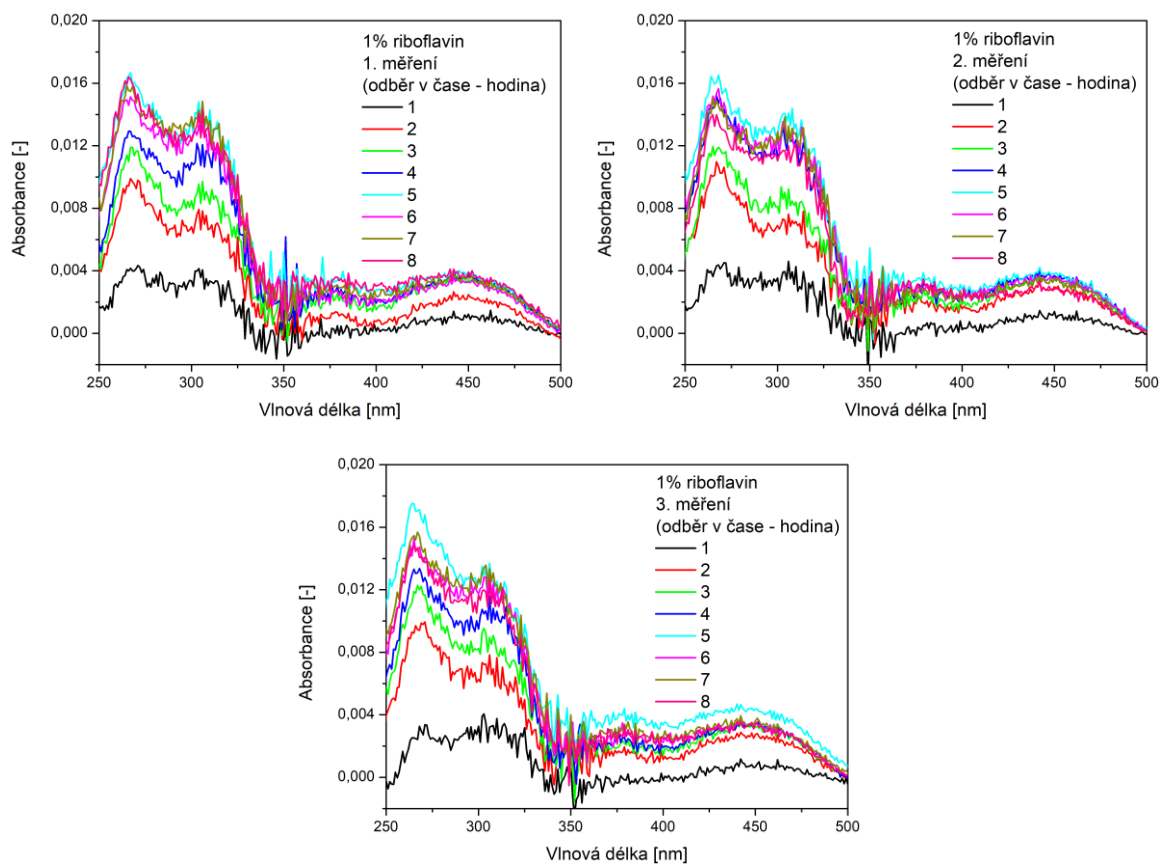 0,020
0,016
0,012
0,008
0,004
0,000
Absorbance [-]
1% riboflavin
1. měření
(odběr v čase - hodina)
1
2
3
4
5
6
7
8
250 300 350 400 450 500
Vlnová délka [nm]
0,020
0,016
0,012
0,008
0,004
0,000
Absorbance [-]
1% riboflavin
2. měření
(odběr v čase - hodina)
1
2
3
4
5
6
7
8
250 300 350 400 450 500
Vlnová délka [nm]
0,020
0,016
0,012
0,008
0,004
0,000
Absorbance [-]
1% riboflavin
3. měření
(odběr v čase - hodina)
1
2
3
4
5
6
7
8
250 300 350 400 450 500
Vlnová délka [nm]